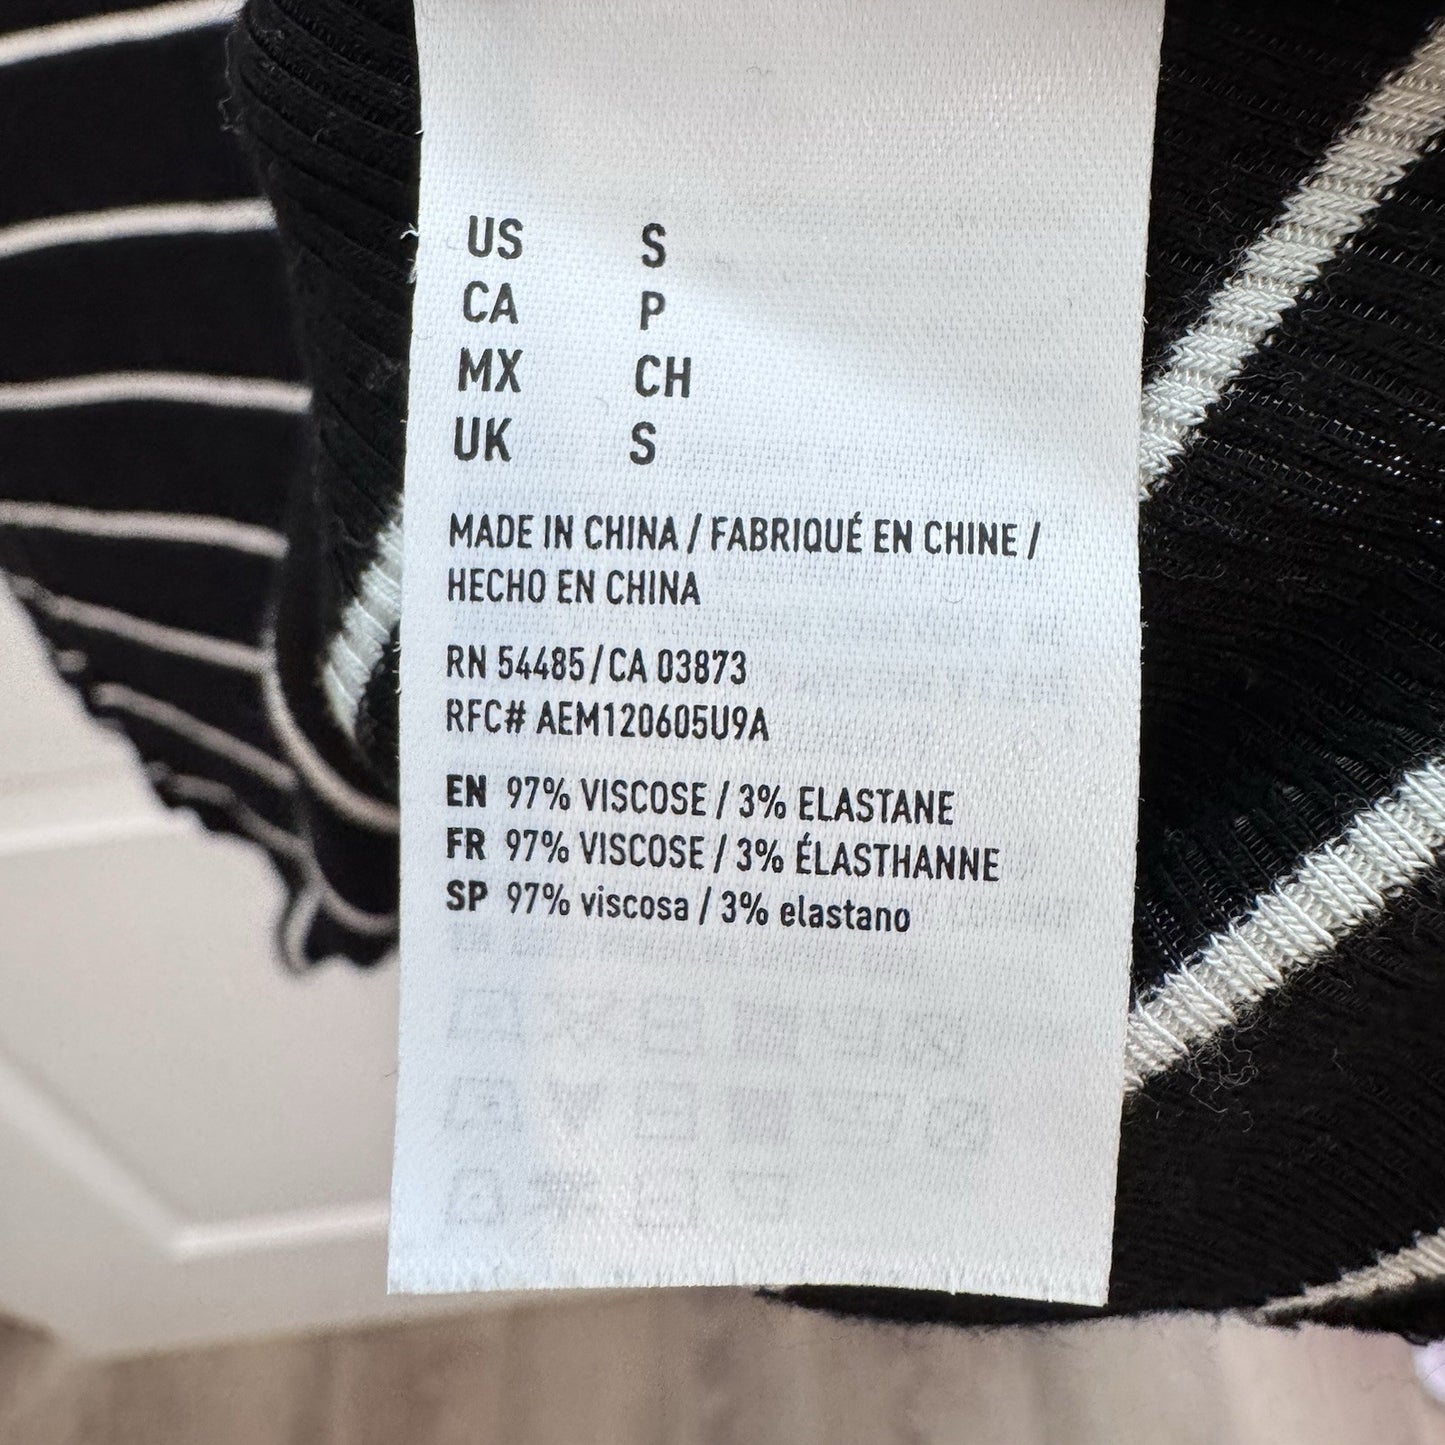 US S
CA P
MX CH
UK S
MADE IN CHINA / FABRIQUÉ EN CHINE /
HECHO EN CHINA
RN 54485/CA 03873
RFC# AEM120605U9A
EN 97% VISCOSE / 3% ELASTANE
FR 97% VISCOSE / 3% ÉLASTHANNE
SP 97% viscosa / 3% elastano